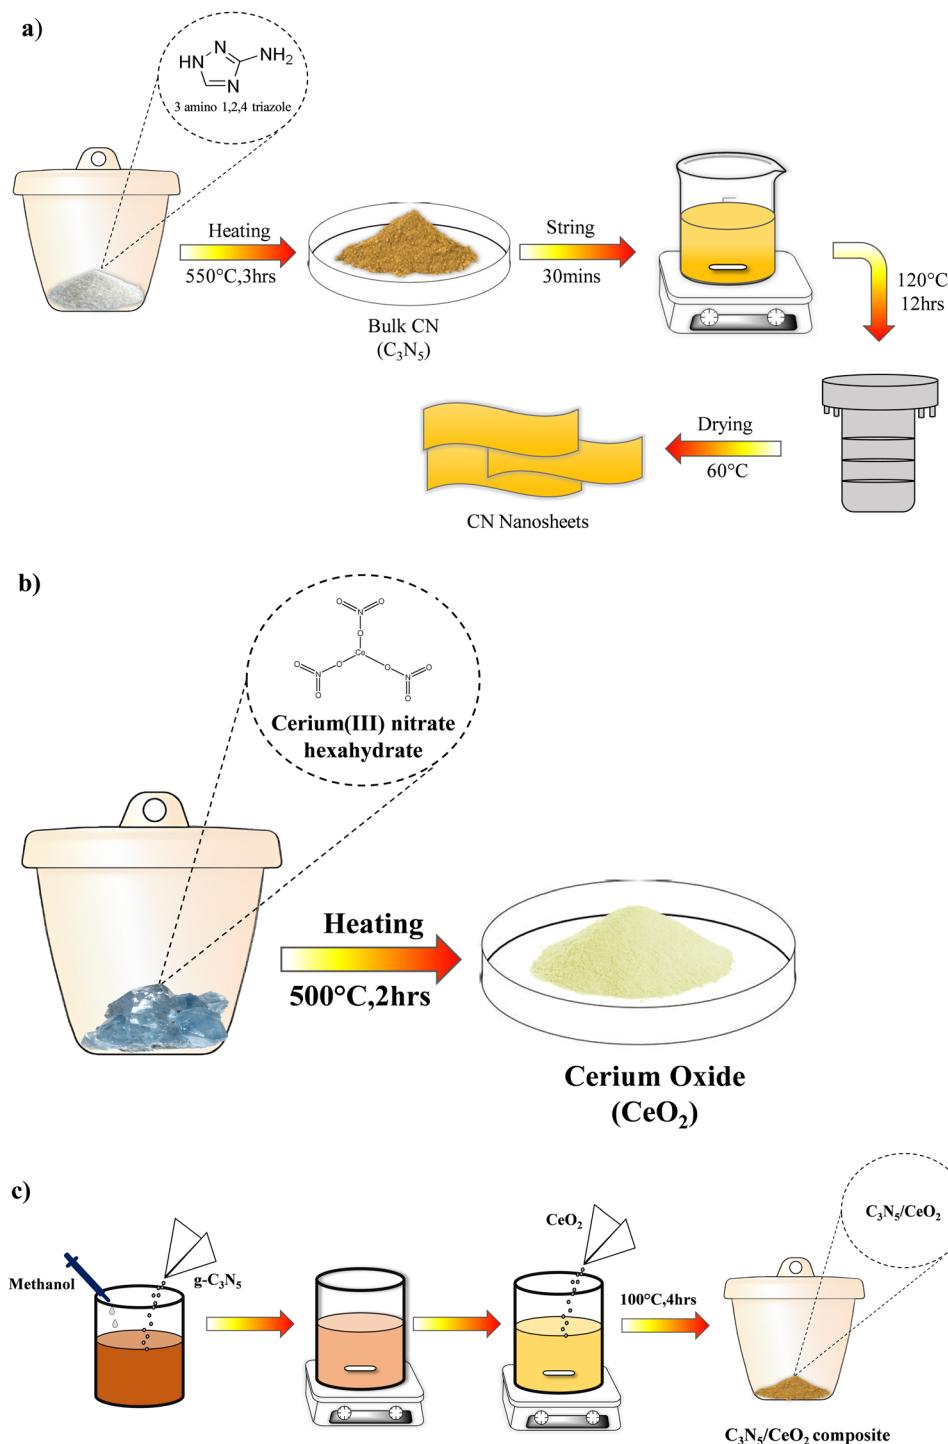 a)
HN
N
N
NH₂
3 amino 1,2,4 triazole
Heating
550°C,3hrs
Bulk CN
(C₃N₅)
String
30mins
120°C
12hrs
Drying
60°C
CN Nanosheets
b)
O
N
O
O
Ce
O
N
O
O
O
N
O
O
Cerium(III) nitrate
hexahydrate
Heating
500°C,2hrs
Cerium Oxide
(CeO₂)
c)
Methanol
g-C₃N₅
CeO₂
100°C,4hrs
C₃N₅/CeO₂
C₃N₅/CeO₂ composite